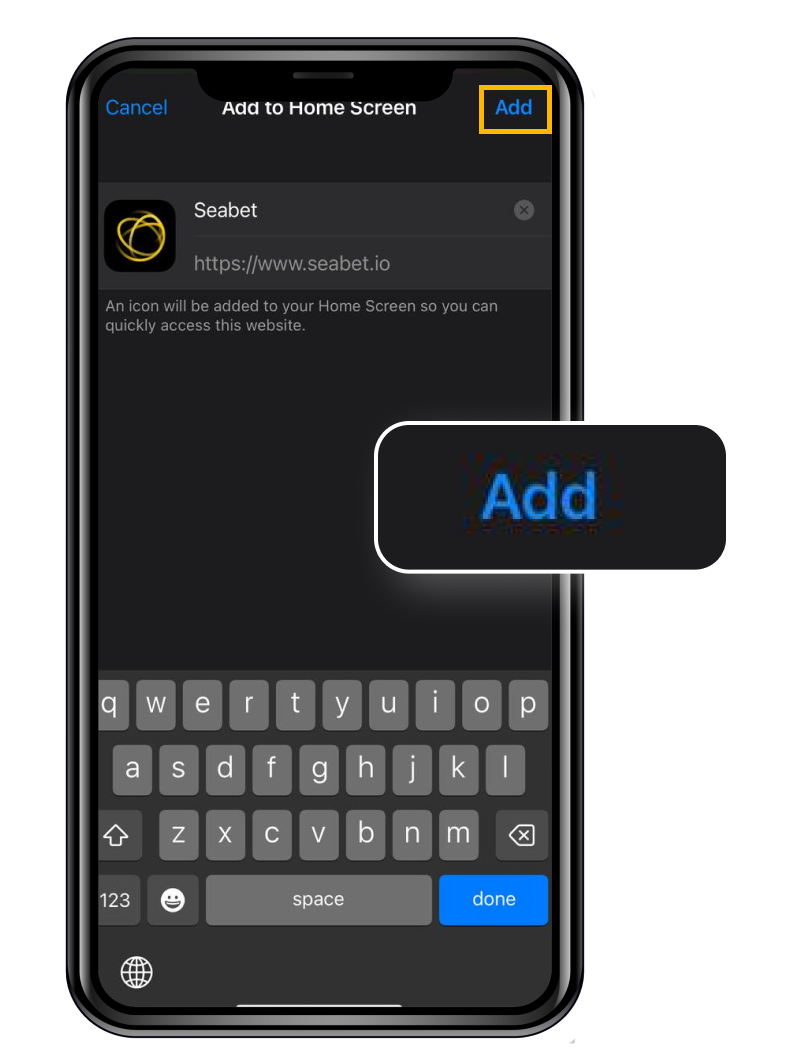 Cancel Add to Home Screen Add
Seabet
https://www.seabet.io
An icon will be added to your Home Screen so you can
quickly access this website.
Add
q w e r t y u i o p
a s d f g h j k l
z x c v b n m
123 space done